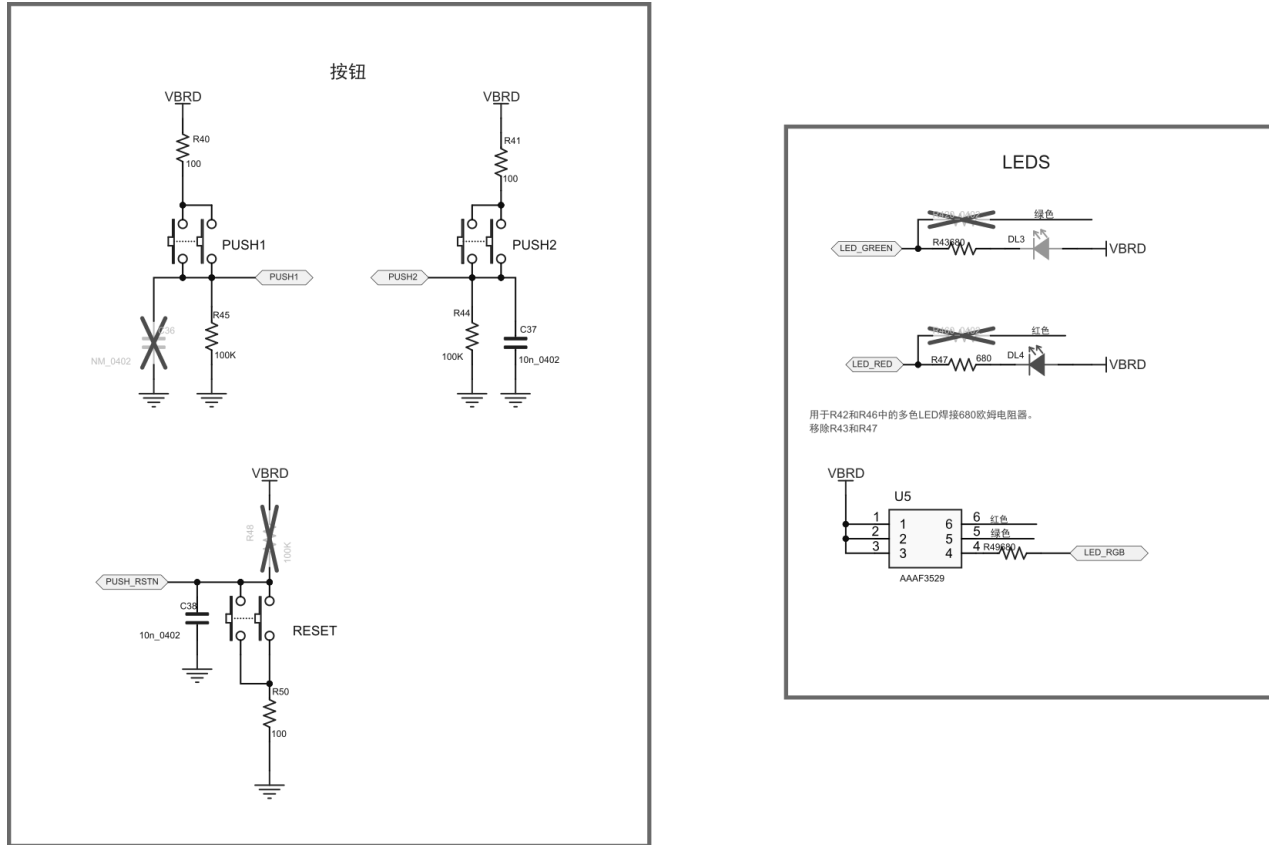 按钮
VBRD
R40
100
PUSH1
PUSH1
C36
NM_0402
R45
100K
VBRD
R41
100
PUSH2
PUSH2
R44
100K
C37
10n_0402
VBRD
R48
100K
PUSH_RSTN
C38
10n_0402
RESET
R50
100
LEDS
绿色
LED_GREEN
R43680
DL3
VBRD
红色
LED_RED
R47
680
DL4
VBRD
用于R42和R46中的多色LED焊接680欧姆电阻器。
移除R43和R47
VBRD
U5
1 1 6 6 红色
2 2 5 5 绿色
3 3 4 4 R49680
LED_RGB
AAAF3529